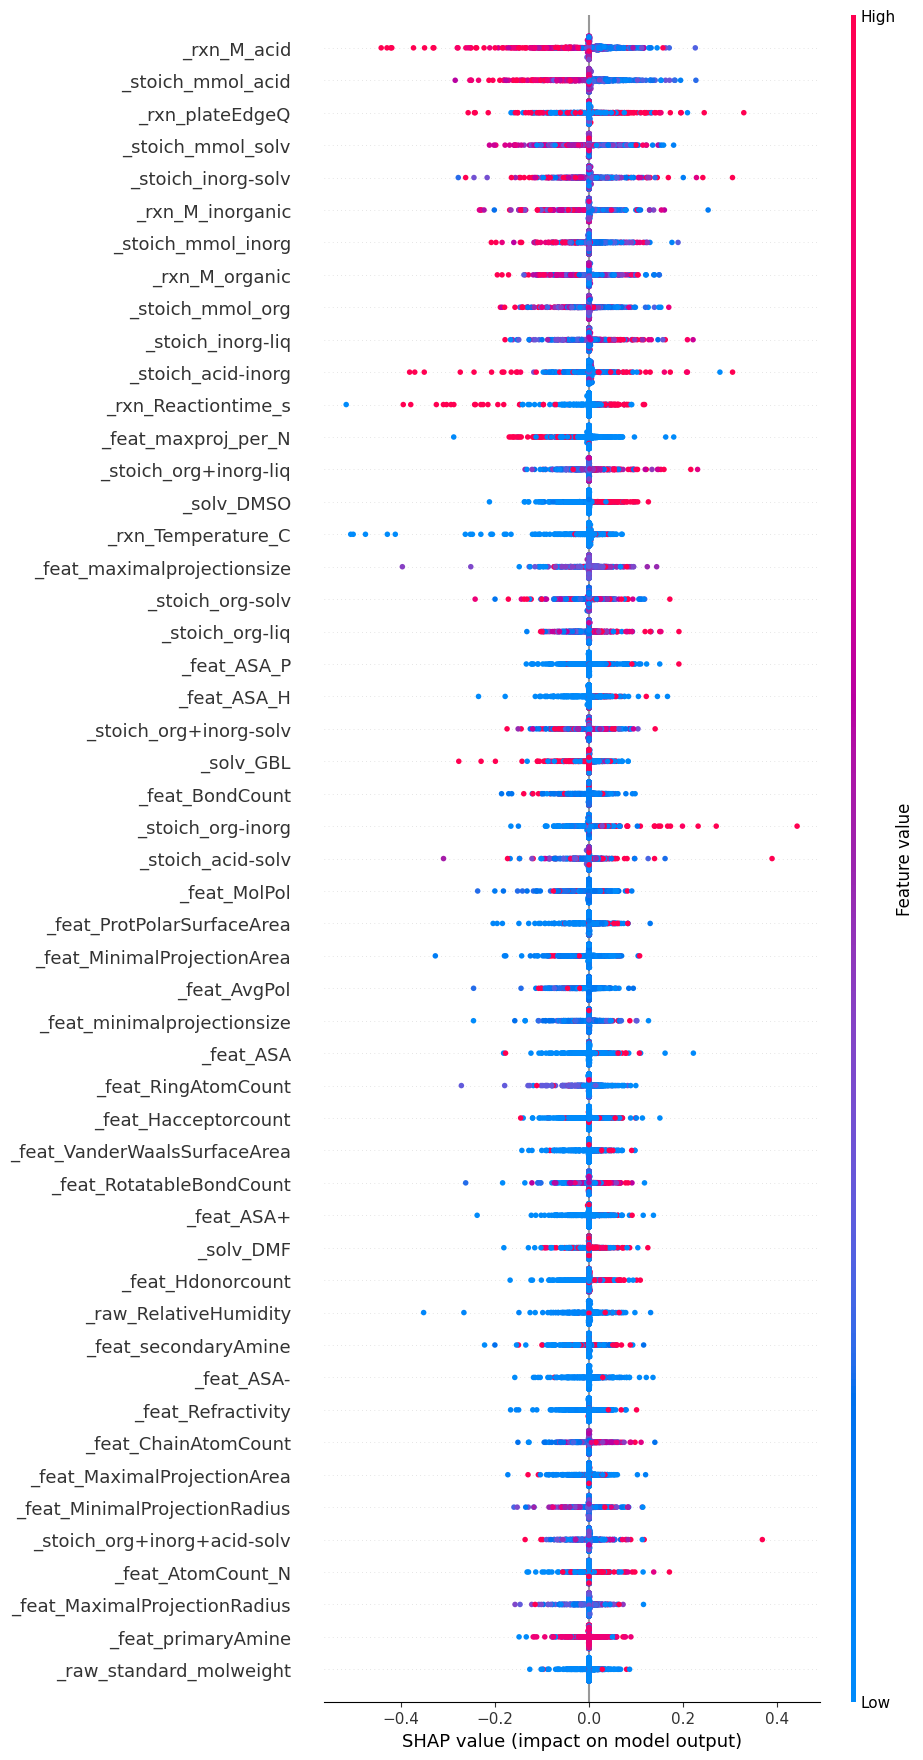 High
_rxn_M_acid
_stoich_mmol_acid
_rxn_plateEdgeQ
_stoich_mmol_solv
_stoich_inorg-solv
_rxn_M_inorganic
_stoich_mmol_inorg
_rxn_M_organic
_stoich_mmol_org
_stoich_inorg-liq
_stoich_acid-inorg
_rxn_Reactiontime_s
_feat_maxproj_per_N
_stoich_org+inorg-liq
_solv_DMSO
_rxn_Temperature_C
_feat_maximalprojectionsize
_stoich_org-solv
_stoich_org-liq
_feat_ASA_P
_feat_ASA_H
_stoich_org+inorg-solv
_solv_GBL
_feat_BondCount
_stoich_org-inorg
_stoich_acid-solv
_feat_MolPol
_feat_ProtPolarSurfaceArea
_feat_MinimalProjectionArea
_feat_AvgPol
_feat_minimalprojectionsize
_feat_ASA
_feat_RingAtomCount
_feat_Hacceptorcount
_feat_VanderWaalsSurfaceArea
_feat_RotatableBondCount
_feat_ASA+
_solv_DMF
_feat_Hdonorcount
_raw_RelativeHumidity
_feat_secondaryAmine
_feat_ASA-
_feat_Refractivity
_feat_ChainAtomCount
_feat_MaximalProjectionArea
_feat_MinimalProjectionRadius
_stoich_org+inorg+acid-solv
_feat_AtomCount_N
_feat_MaximalProjectionRadius
_feat_primaryAmine
_raw_standard_molweight
Feature value
Low
−0.4 −0.2 0.0 0.2 0.4
SHAP value (impact on model output)